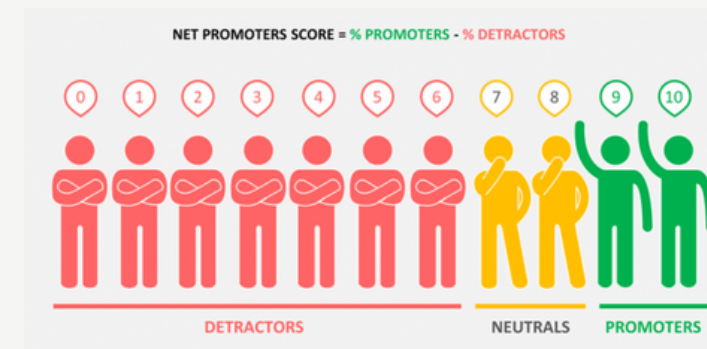 NET PROMOTERS SCORE = % PROMOTERS - % DETRACTORS
0 1 2 3 4 5 6 7 8 9 10
DETRACTORS NEUTRALS PROMOTERS